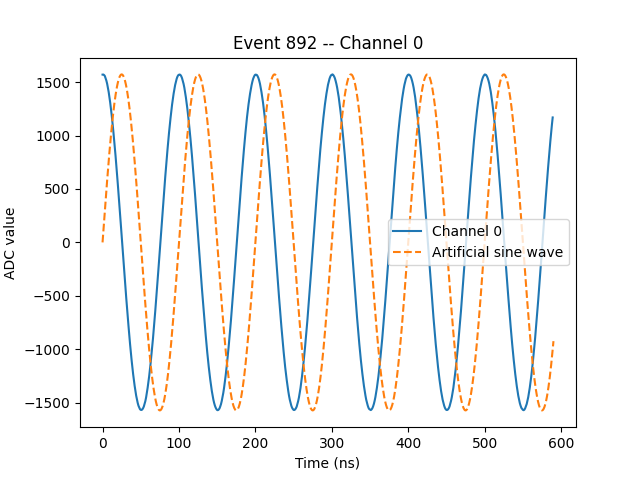 Event 892 -- Channel 0
ADC value
1500
1000
500
0
−500
−1000
−1500
Channel 0
Artificial sine wave
0 100 200 300 400 500 600
Time (ns)